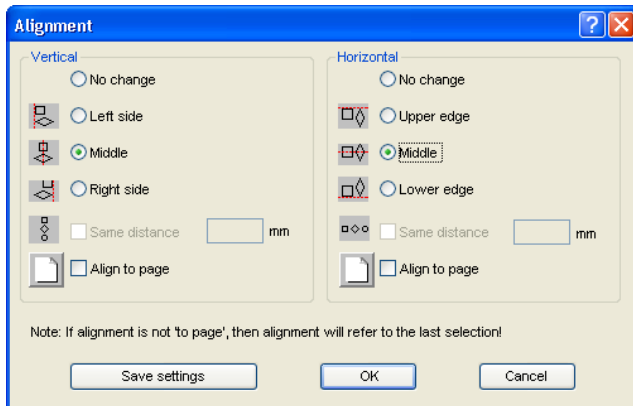 Alignment
Vertical
No change
Left side
Middle
Right side
Same distance mm
Align to page
Horizontal
No change
Upper edge
Middle
Lower edge
Same distance mm
Align to page
Note: If alignment is not 'to page', then alignment will refer to the last selection!
Save settings OK Cancel